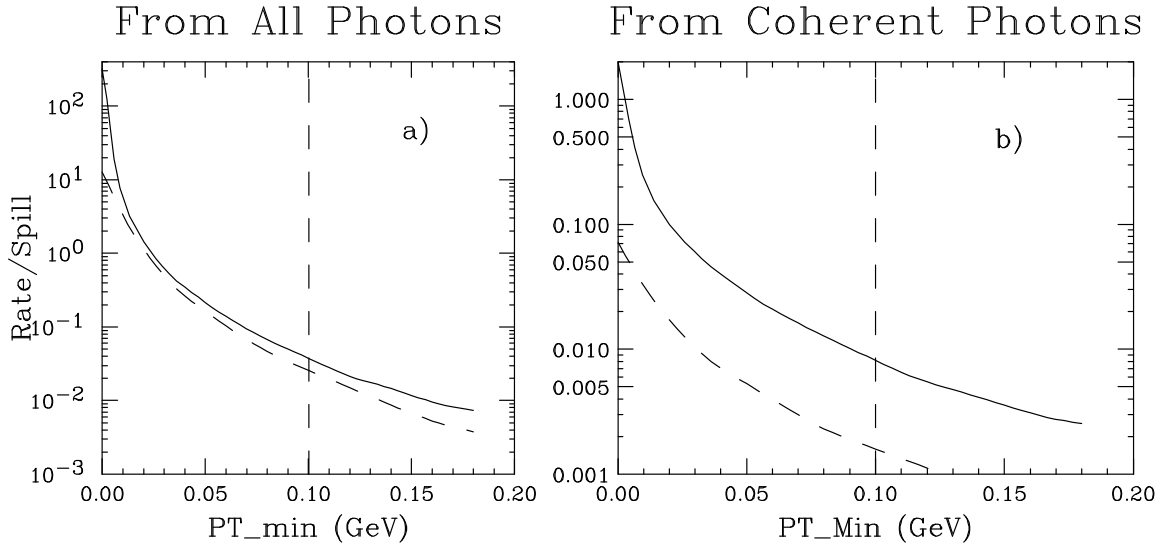 From All Photons
From Coherent Photons
a)
b)
Rate/Spill
10^2
10^1
10^0
10^-1
10^-2
10^-3
0.00 0.05 0.10 0.15 0.20
PT_min (GeV)
1.000
0.500
0.100
0.050
0.010
0.005
0.001
0.00 0.05 0.10 0.15 0.20
PT_Min (GeV)